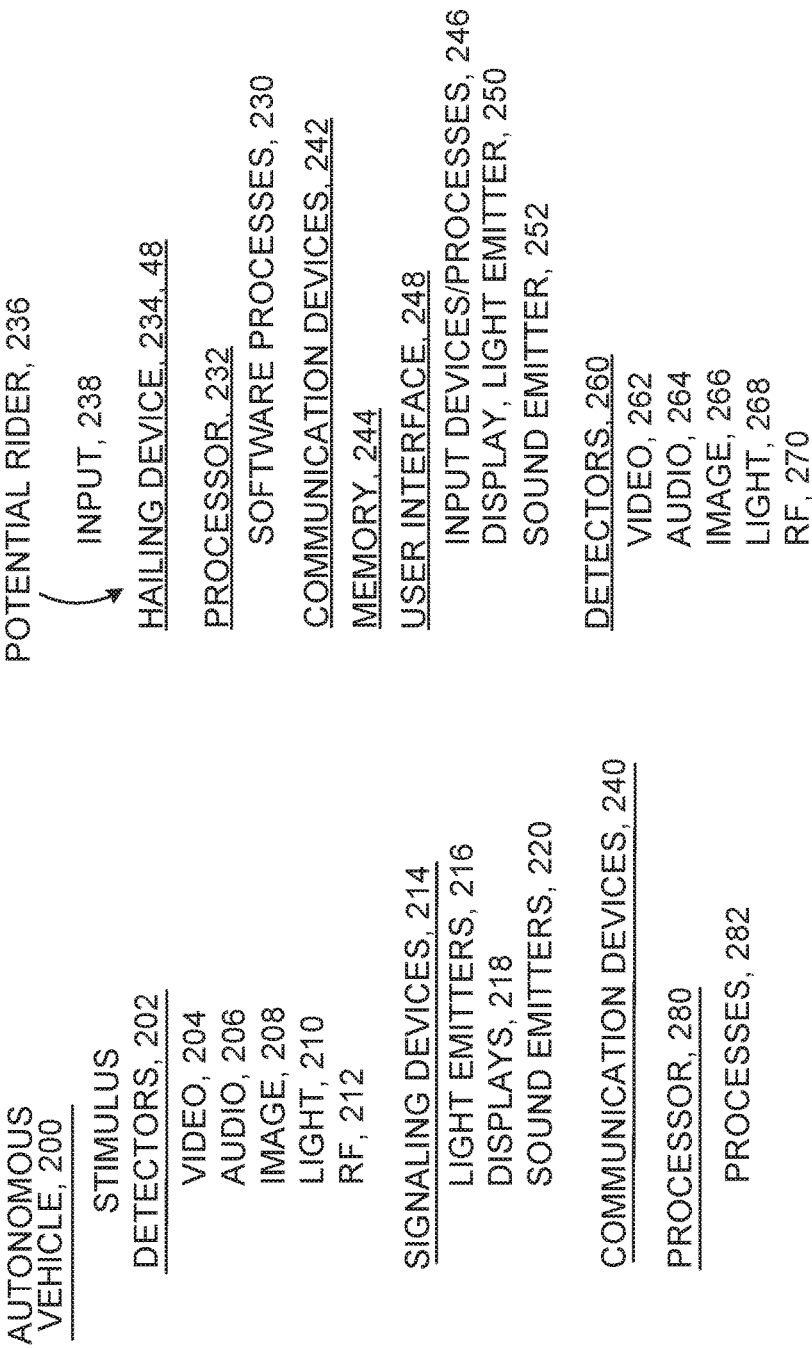 AUTONOMOUS
VEHICLE, 200
STIMULUS
DETECTORS, 202
VIDEO, 204
AUDIO, 206
IMAGE, 208
LIGHT, 210
RF, 212
SIGNALING DEVICES, 214
LIGHT EMITTERS, 216
DISPLAYS, 218
SOUND EMITTERS, 220
COMMUNICATION DEVICES, 240
PROCESSOR, 280
PROCESSES, 282
POTENTIAL RIDER, 236
INPUT, 238
HAILING DEVICE, 234, 48
PROCESSOR, 232
SOFTWARE PROCESSES, 230
COMMUNICATION DEVICES, 242
MEMORY, 244
USER INTERFACE, 248
INPUT DEVICES/PROCESSES, 246
DISPLAY, LIGHT EMITTER, 250
SOUND EMITTER, 252
DETECTORS, 260
VIDEO, 262
AUDIO, 264
IMAGE, 266
LIGHT, 268
RF, 270